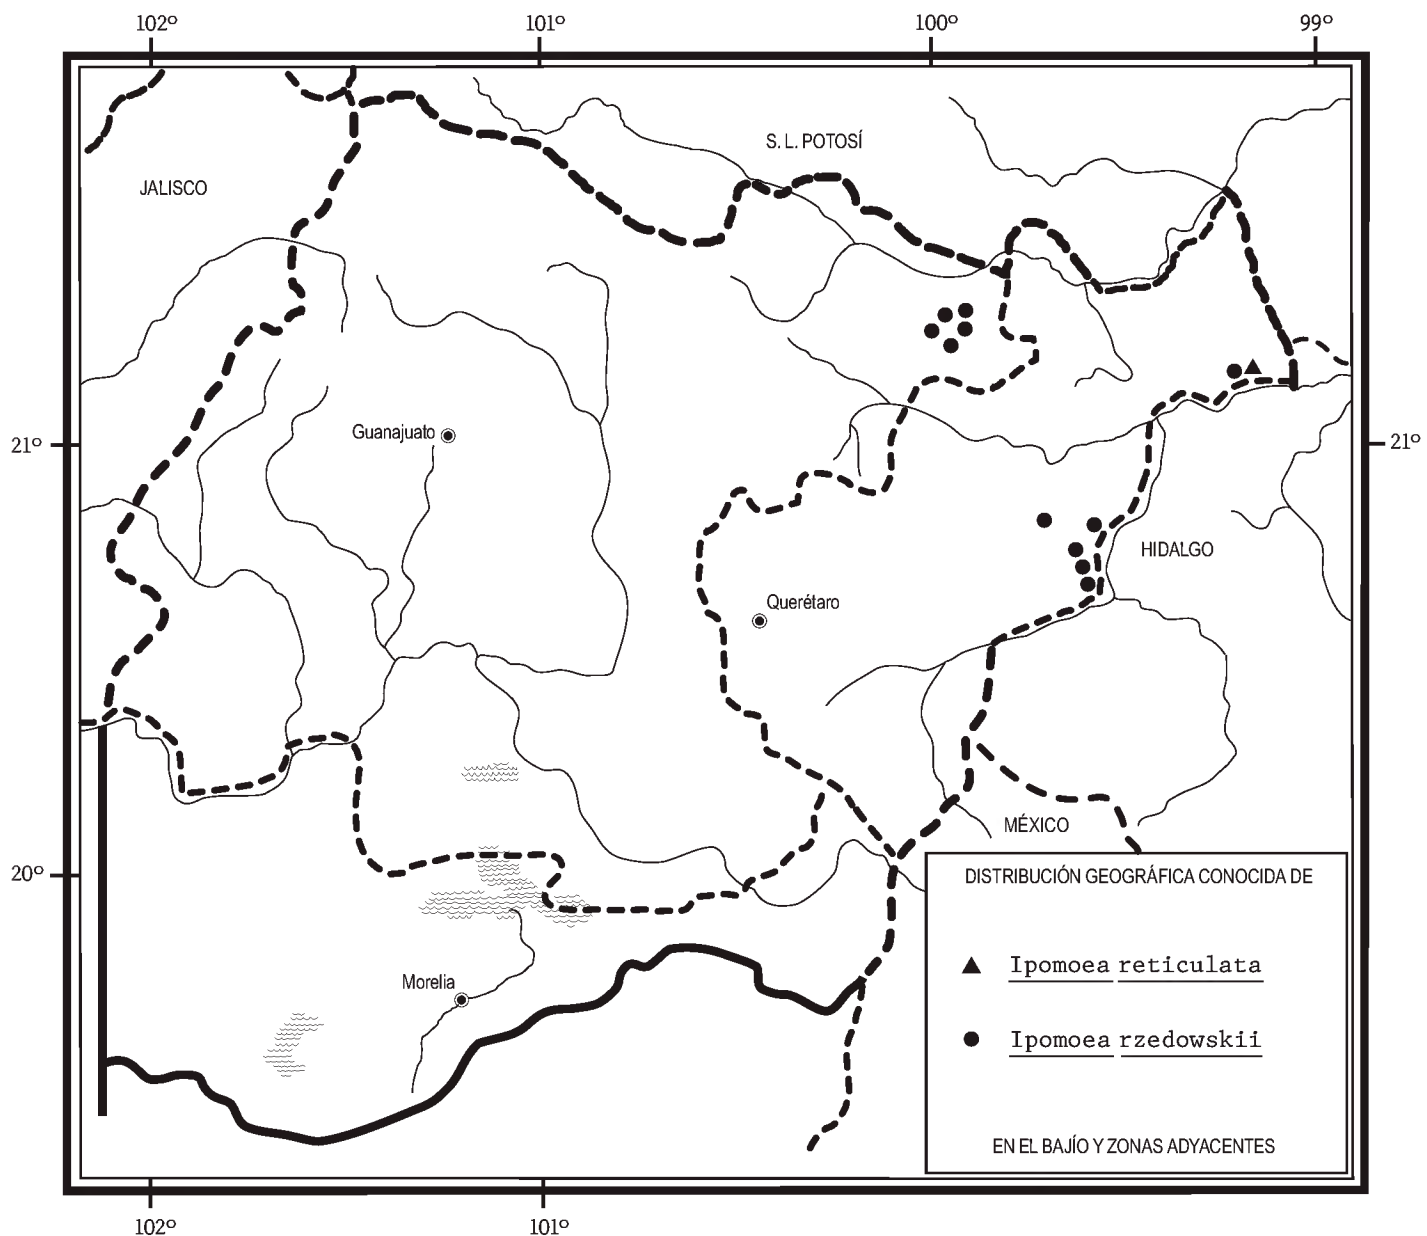 102º 101º 100º 99º
S. L. POTOSÍ
JALISCO
Guanajuato
21º
21º
HIDALGO
Querétaro
MÉXICO
20º
DISTRIBUCIÓN GEOGRÁFICA CONOCIDA DE
Ipomoea reticulata
Morelia
Ipomoea rzedowskii
EN EL BAJÍO Y ZONAS ADYACENTES
102º 101º